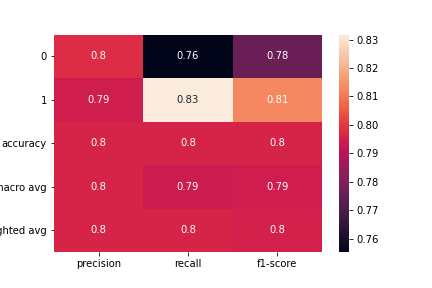 0 0.8 0.76 0.78
1 0.79 0.83 0.81
accuracy 0.8 0.8 0.8
macro avg 0.8 0.79 0.79
ghted avg 0.8 0.8 0.8
precision recall f1-score
0.83
0.82
0.81
0.80
0.79
0.78
0.77
0.76